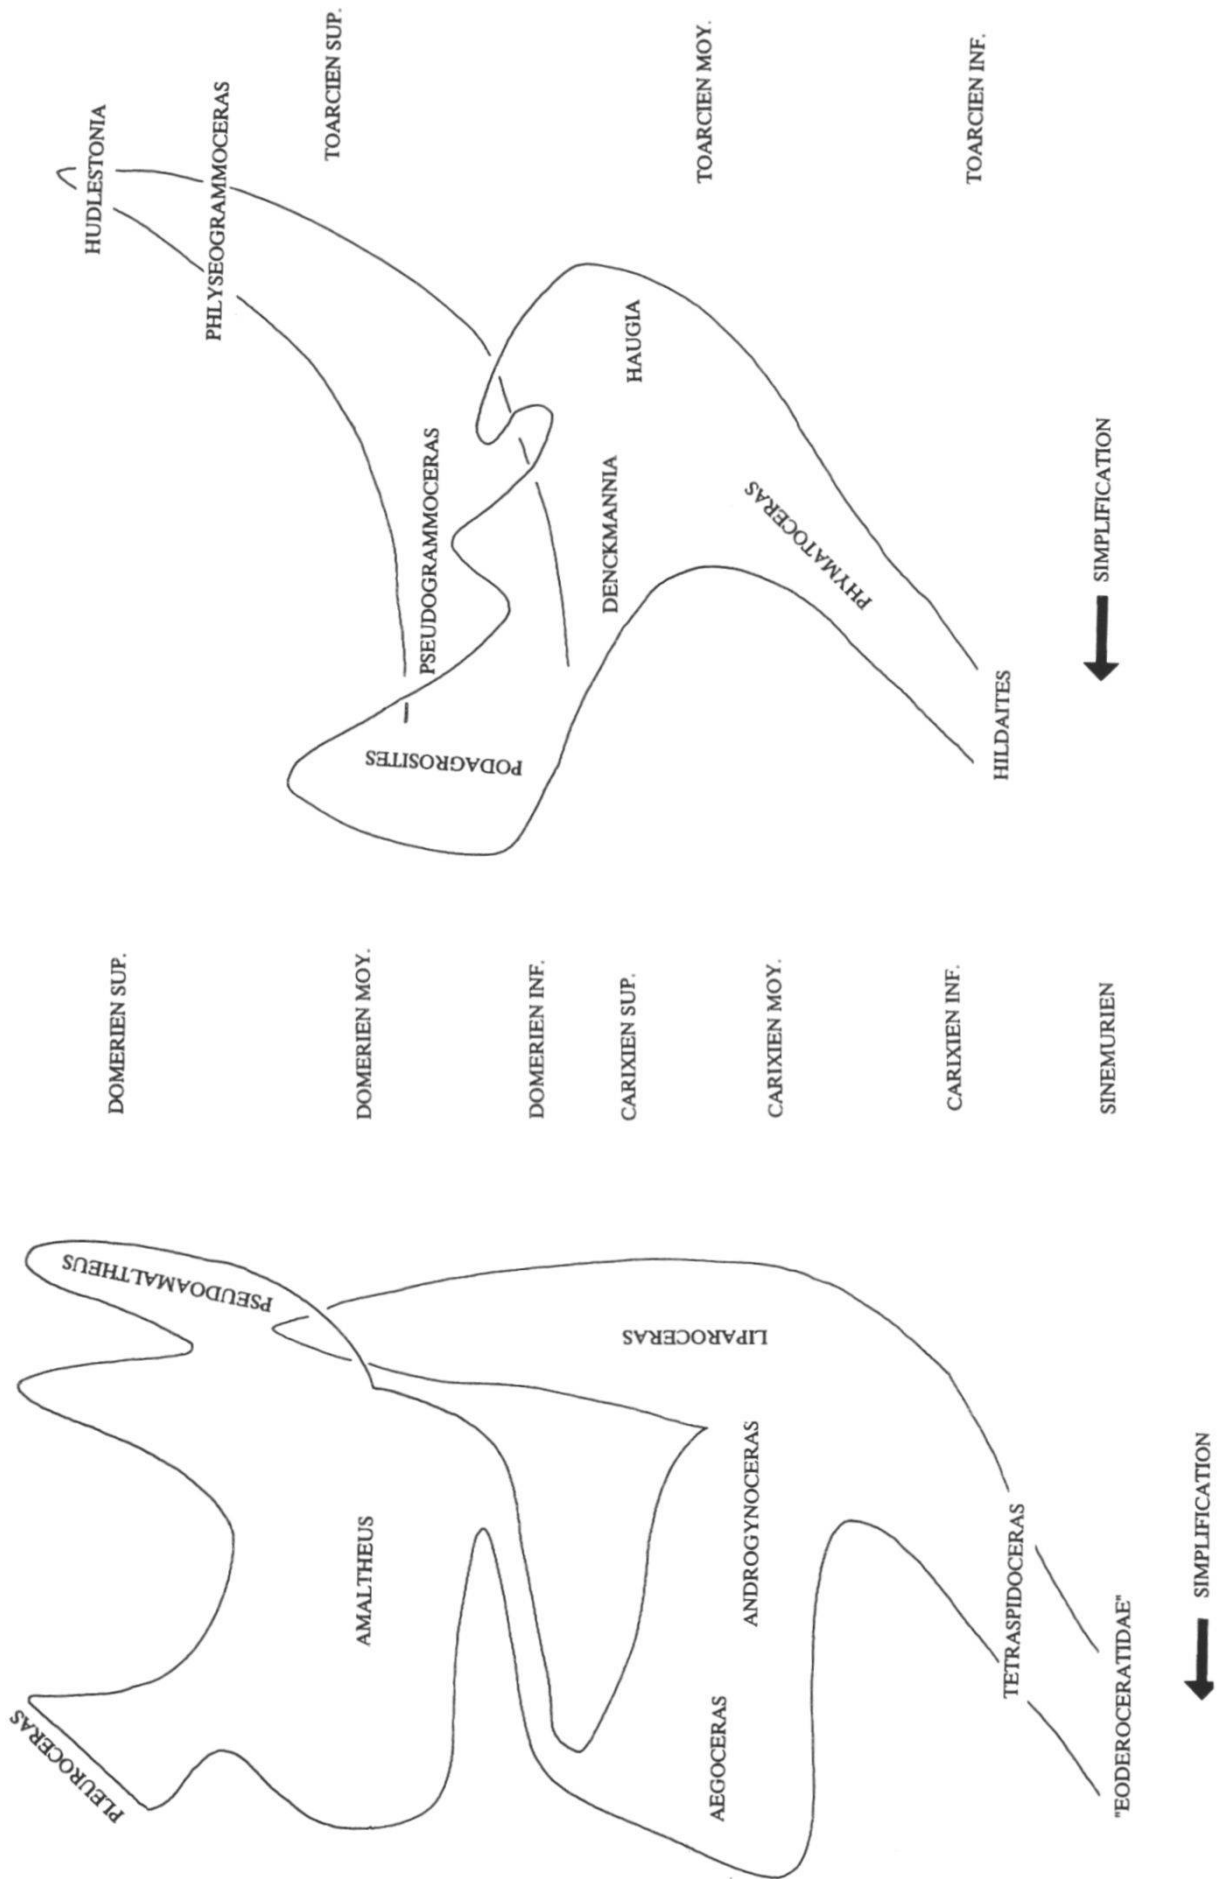 DOMERIEN SUP.
DOMERIEN MOY.
DOMERIEN INF.
CARIXIEN SUP.
CARIXIEN MOY.
CARIXIEN INF.
SINEMURIEN
PLEUROCERAS
PSEUDOAMALTHEUS
AMALTHEUS
LIPAROCERAS
AEGOCERAS
ANDROGYNOCERAS
TETRASPIDOCERAS
"EODEROCERATIDAE"
SIMPLIFICATION
TOARCIEN SUP.
TOARCIEN MOY.
TOARCIEN INF.
HUDLESTONIA
PHLYSEOGRAMMOCERAS
PSEUDOGRAMMOCERAS
PODAGROSITES
DENCKMANNIA
HAUGIA
PHYMATOCERAS
HILDAITES
SIMPLIFICATION